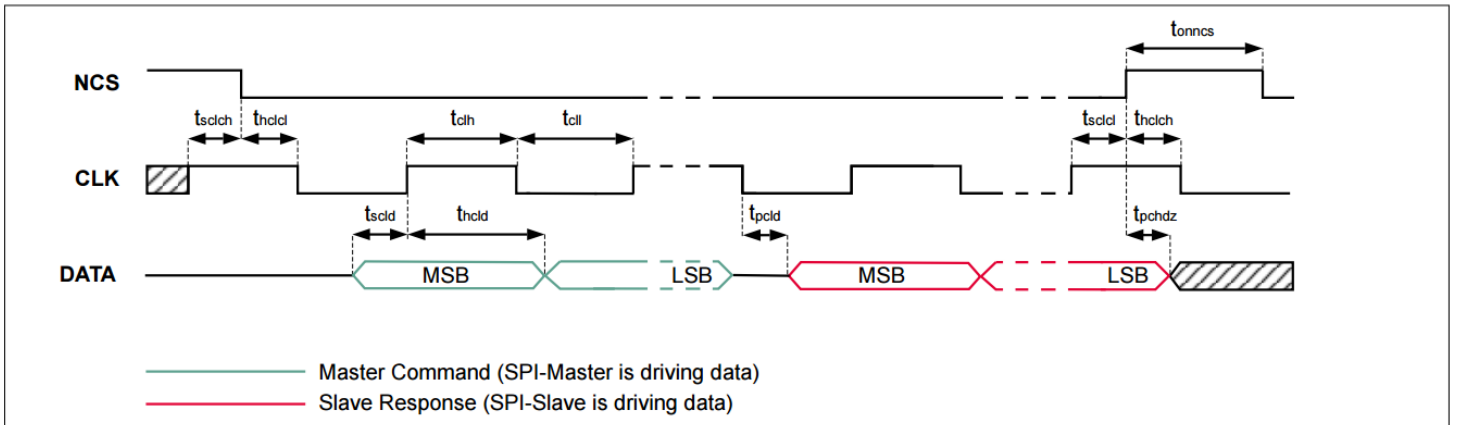 tonncs
NCS
tsclch thclcl tclh tcll tsclcl thclch
CLK
tscld thcld tpcld tpchdz
DATA MSB LSB MSB LSB
Master Command (SPI-Master is driving data)
Slave Response (SPI-Slave is driving data)